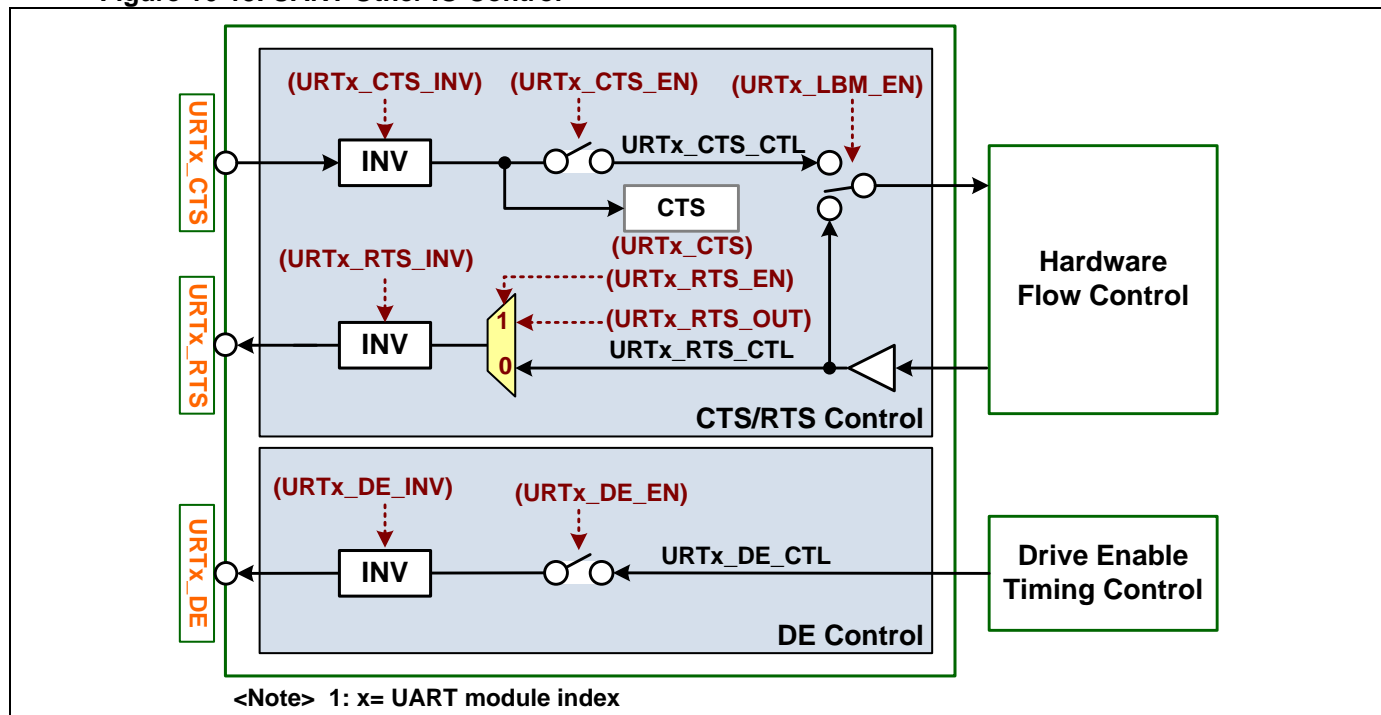 (URTx_CTS_INV)
(URTx_CTS_EN)
(URTx_LBM_EN)
URTx_CTS
INV
URTx_CTS_CTL
CTS
(URTx_CTS)
(URTx_RTS_INV)
(URTx_RTS_EN)
(URTx_RTS_OUT)
URTx_RTS
INV
1
0
URTx_RTS_CTL
CTS/RTS Control
Hardware
Flow Control
(URTx_DE_INV)
(URTx_DE_EN)
URTx_DE
INV
URTx_DE_CTL
DE Control
Drive Enable
Timing Control
<Note> 1: x= UART module index